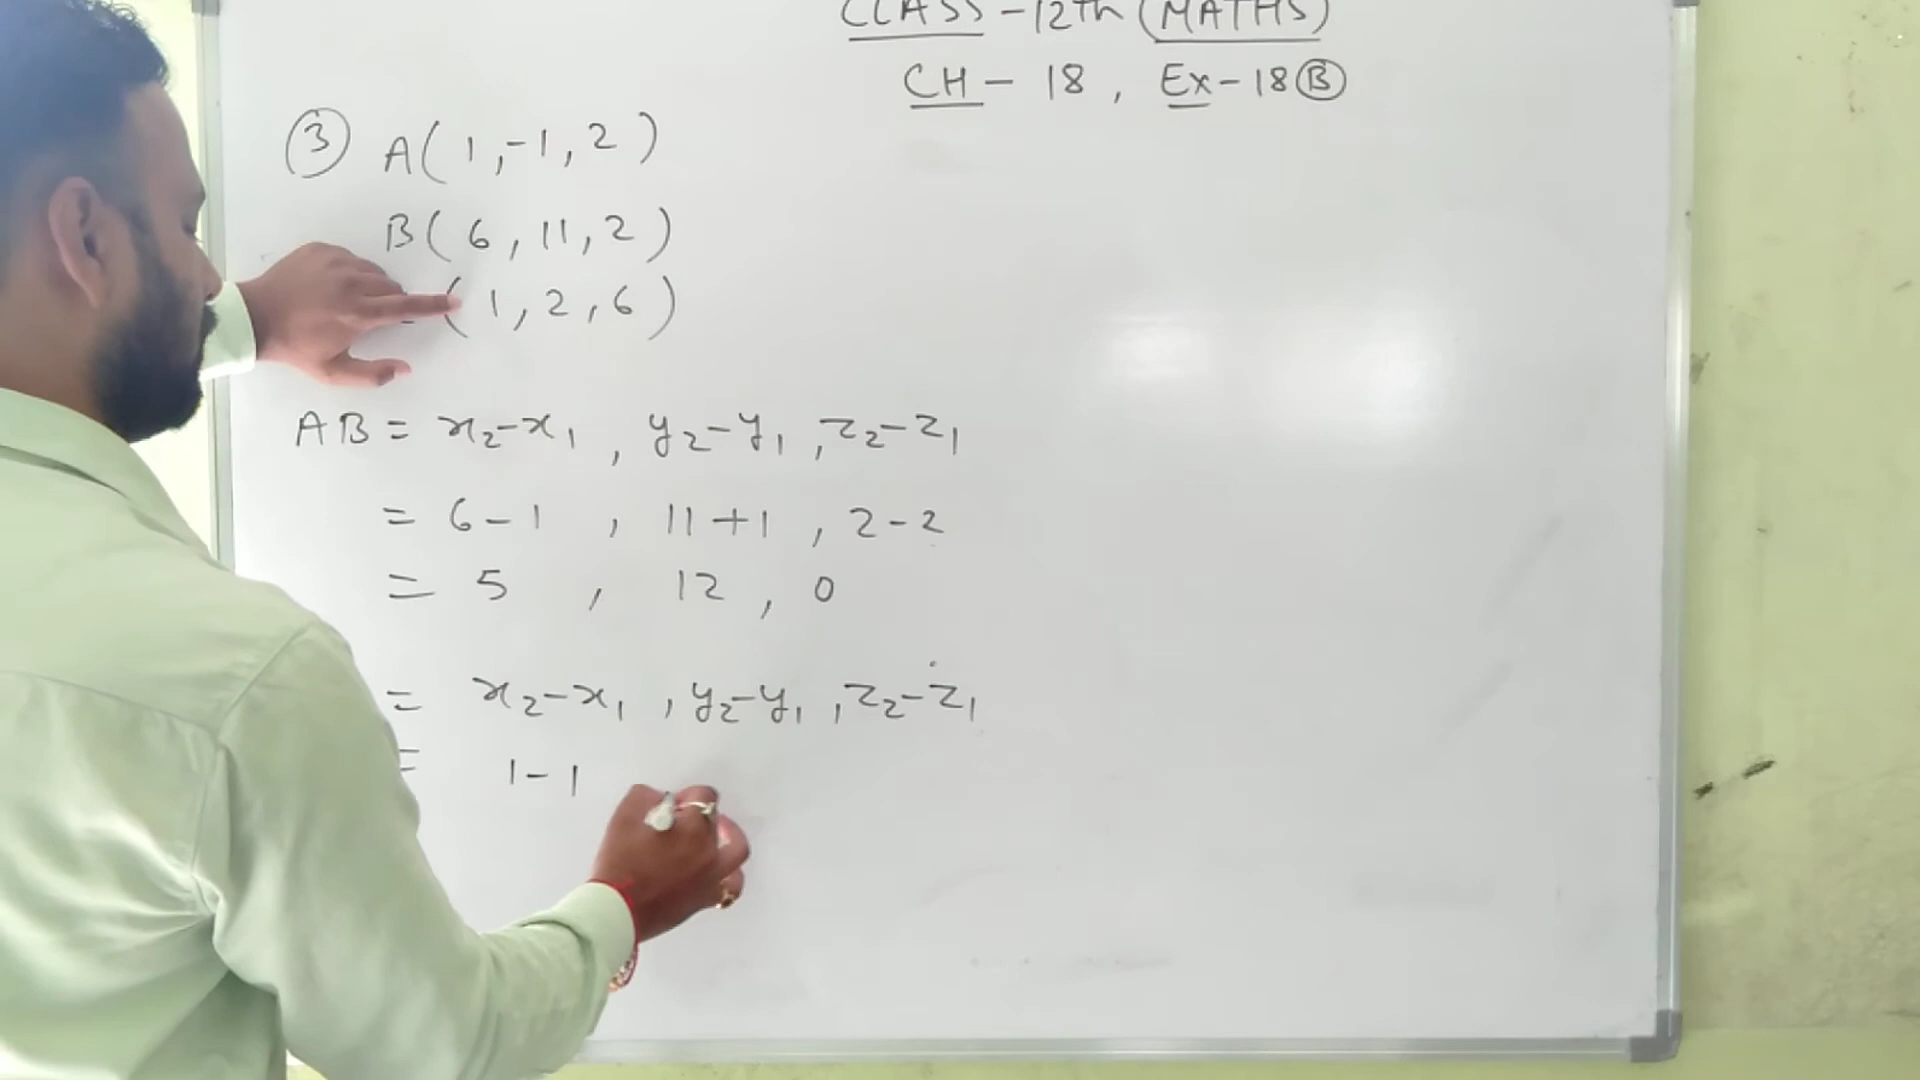 CLASS-12th (MATHS)
CH- 18, Ex-18 B
3 A(1,-1,2)
B(6,11,2)
(1,2,6)
AB = x₂-x₁, y₂-y₁, z₂-z₁
= 6-1, 11+1, 2-2
= 5, 12, 0
= x₂-x₁, y₂-y₁, z₂-z₁
= 1-1